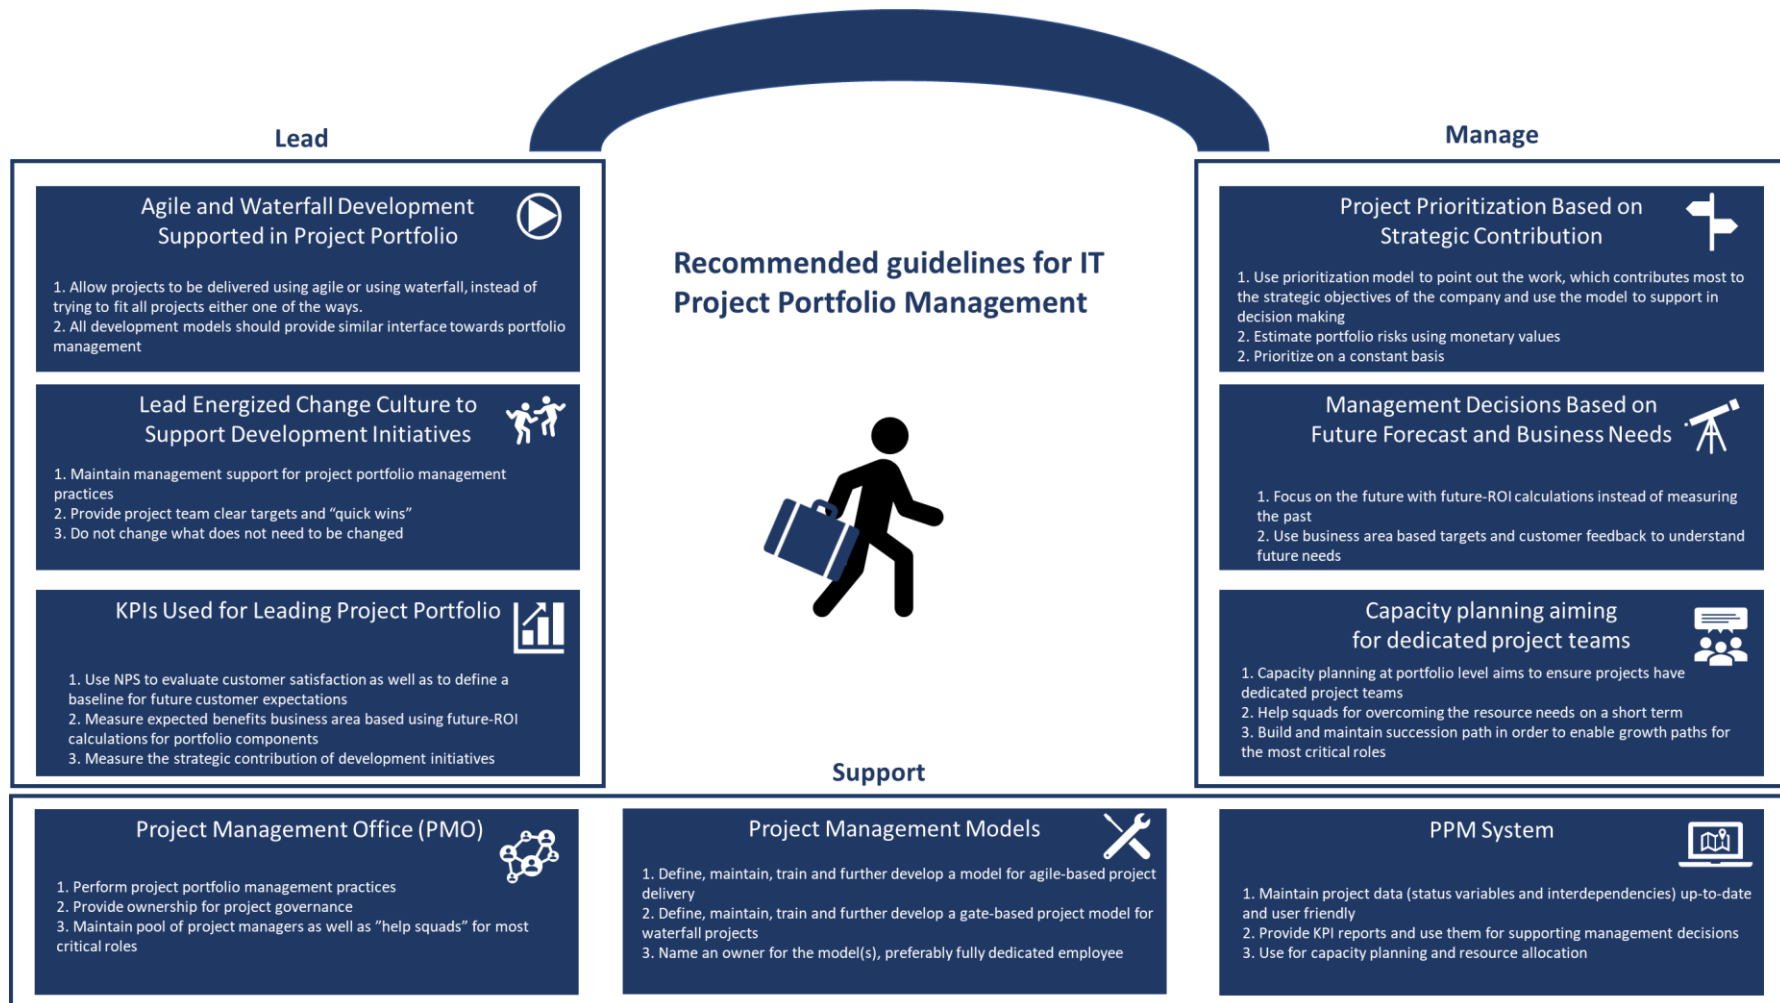 Lead
Agile and Waterfall Development
Supported in Project Portfolio
1. Allow projects to be delivered using agile or using waterfall, instead of
trying to fit all projects either one of the ways.
2. All development models should provide similar interface towards portfolio
management
Lead Energized Change Culture to
Support Development Initiatives
1. Maintain management support for project portfolio management
practices
2. Provide project team clear targets and “quick wins”
3. Do not change what does not need to be changed
KPIs Used for Leading Project Portfolio
1. Use NPS to evaluate customer satisfaction as well as to define a
baseline for future customer expectations
2. Measure expected benefits business area based using future-ROI
calculations for portfolio components
3. Measure the strategic contribution of development initiatives
Recommended guidelines for IT
Project Portfolio Management
Manage
Project Prioritization Based on
Strategic Contribution
1. Use prioritization model to point out the work, which contributes most to
the strategic objectives of the company and use the model to support in
decision making
2. Estimate portfolio risks using monetary values
2. Prioritize on a constant basis
Management Decisions Based on
Future Forecast and Business Needs
1. Focus on the future with future-ROI calculations instead of measuring
the past
2. Use business area based targets and customer feedback to understand
future needs
Capacity planning aiming
for dedicated project teams
1. Capacity planning at portfolio level aims to ensure projects have
dedicated project teams
2. Help squads for overcoming the resource needs on a short term
3. Build and maintain succession path in order to enable growth paths for
the most critical roles
Support
Project Management Office (PMO)
1. Perform project portfolio management practices
2. Provide ownership for project governance
3. Maintain pool of project managers as well as ”help squads” for most
critical roles
Project Management Models
1. Define, maintain, train and further develop a model for agile-based project
delivery
2. Define, maintain, train and further develop a gate-based project model for
waterfall projects
3. Name an owner for the model(s), preferably fully dedicated employee
PPM System
1. Maintain project data (status variables and interdependencies) up-to-date
and user friendly
2. Provide KPI reports and use them for supporting management decisions
3. Use for capacity planning and resource allocation